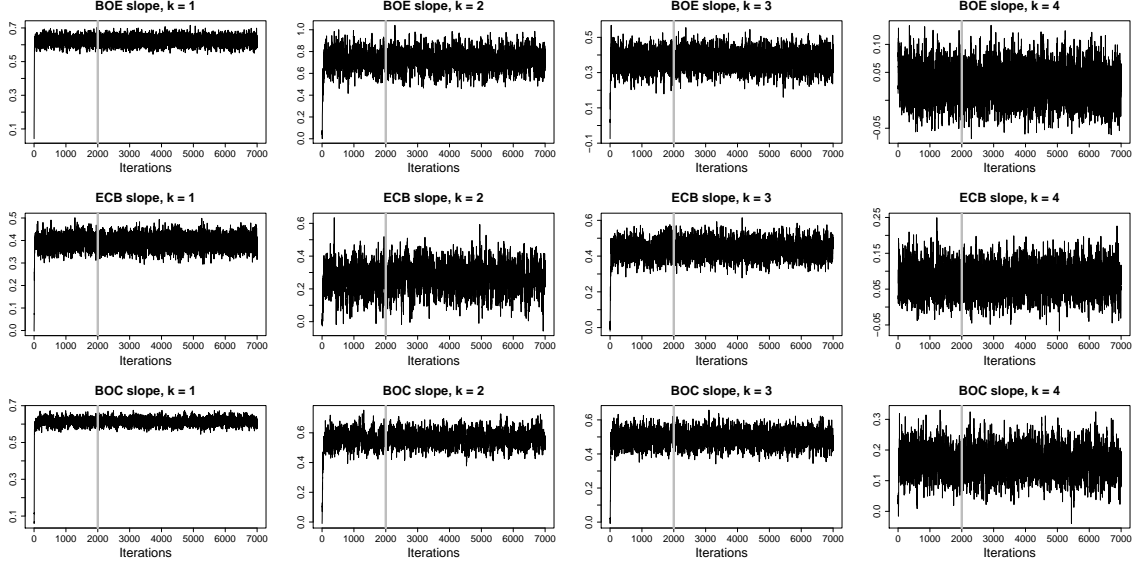 BOE slope, k = 1
0.1 0.3 0.5 0.7
0 1000 2000 3000 4000 5000 6000 7000
Iterations
BOE slope, k = 2
0.0 0.2 0.4 0.6 0.8 1.0
0 1000 2000 3000 4000 5000 6000 7000
Iterations
BOE slope, k = 3
−0.1 0.1 0.3 0.5
0 1000 2000 3000 4000 5000 6000 7000
Iterations
BOE slope, k = 4
−0.05 0.05 0.10
0 1000 2000 3000 4000 5000 6000 7000
Iterations
ECB slope, k = 1
0.0 0.1 0.2 0.3 0.4 0.5
0 1000 2000 3000 4000 5000 6000 7000
Iterations
ECB slope, k = 2
0.0 0.2 0.4 0.6
0 1000 2000 3000 4000 5000 6000 7000
Iterations
ECB slope, k = 3
0.0 0.2 0.4 0.6
0 1000 2000 3000 4000 5000 6000 7000
Iterations
ECB slope, k = 4
−0.05 0.05 0.15 0.25
0 1000 2000 3000 4000 5000 6000 7000
Iterations
BOC slope, k = 1
0.1 0.3 0.5 0.7
0 1000 2000 3000 4000 5000 6000 7000
Iterations
BOC slope, k = 2
0.0 0.2 0.4 0.6
0 1000 2000 3000 4000 5000 6000 7000
Iterations
BOC slope, k = 3
0.0 0.2 0.4 0.6
0 1000 2000 3000 4000 5000 6000 7000
Iterations
BOC slope, k = 4
0.0 0.1 0.2 0.3
0 1000 2000 3000 4000 5000 6000 7000
Iterations